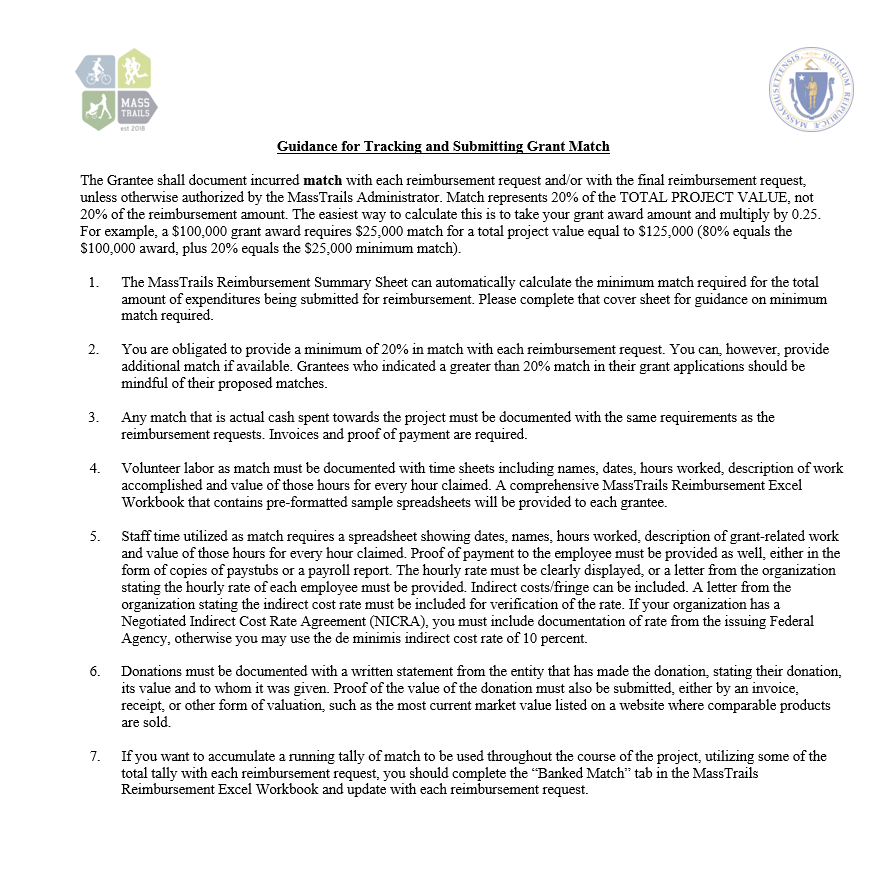 MASS
TRAILS
est 2018
SIGILLUM REIPUBLICÆ MASSACHUSETTENSIS
Guidance for Tracking and Submitting Grant Match
The Grantee shall document incurred match with each reimbursement request and/or with the final reimbursement request,
unless otherwise authorized by the MassTrails Administrator. Match represents 20% of the TOTAL PROJECT VALUE, not
20% of the reimbursement amount. The easiest way to calculate this is to take your grant award amount and multiply by 0.25.
For example, a $100,000 grant award requires $25,000 match for a total project value equal to $125,000 (80% equals the
$100,000 award, plus 20% equals the $25,000 minimum match).
1. The MassTrails Reimbursement Summary Sheet can automatically calculate the minimum match required for the total
amount of expenditures being submitted for reimbursement. Please complete that cover sheet for guidance on minimum
match required.
2. You are obligated to provide a minimum of 20% in match with each reimbursement request. You can, however, provide
additional match if available. Grantees who indicated a greater than 20% match in their grant applications should be
mindful of their proposed matches.
3. Any match that is actual cash spent towards the project must be documented with the same requirements as the
reimbursement requests. Invoices and proof of payment are required.
4. Volunteer labor as match must be documented with time sheets including names, dates, hours worked, description of work
accomplished and value of those hours for every hour claimed. A comprehensive MassTrails Reimbursement Excel
Workbook that contains pre-formatted sample spreadsheets will be provided to each grantee.
5. Staff time utilized as match requires a spreadsheet showing dates, names, hours worked, description of grant-related work
and value of those hours for every hour claimed. Proof of payment to the employee must be provided as well, either in the
form of copies of paystubs or a payroll report. The hourly rate must be clearly displayed, or a letter from the organization
stating the hourly rate of each employee must be provided. Indirect costs/fringe can be included. A letter from the
organization stating the indirect cost rate must be included for verification of the rate. If your organization has a
Negotiated Indirect Cost Rate Agreement (NICRA), you must include documentation of rate from the issuing Federal
Agency, otherwise you may use the de minimis indirect cost rate of 10 percent.
6. Donations must be documented with a written statement from the entity that has made the donation, stating their donation,
its value and to whom it was given. Proof of the value of the donation must also be submitted, either by an invoice,
receipt, or other form of valuation, such as the most current market value listed on a website where comparable products
are sold.
7. If you want to accumulate a running tally of match to be used throughout the course of the project, utilizing some of the
total tally with each reimbursement request, you should complete the “Banked Match” tab in the MassTrails
Reimbursement Excel Workbook and update with each reimbursement request.